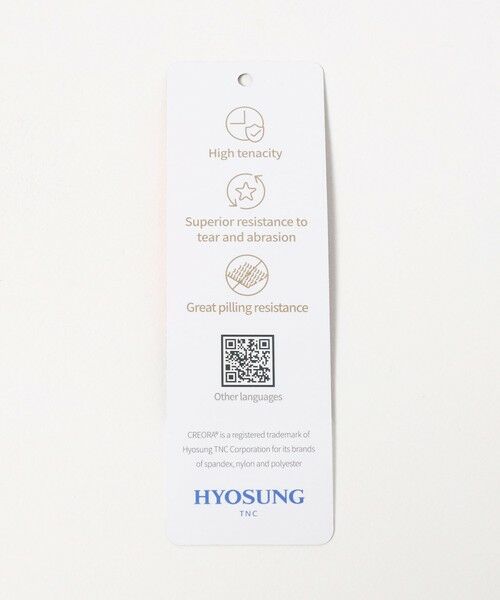 High tenacity
Superior resistance to
tear and abrasion
Great pilling resistance
Other languages
CREORA® is a registered trademark of
Hyosung TNC Corporation for its brands
of spandex, nylon and polyester
HYOSUNG
TNC